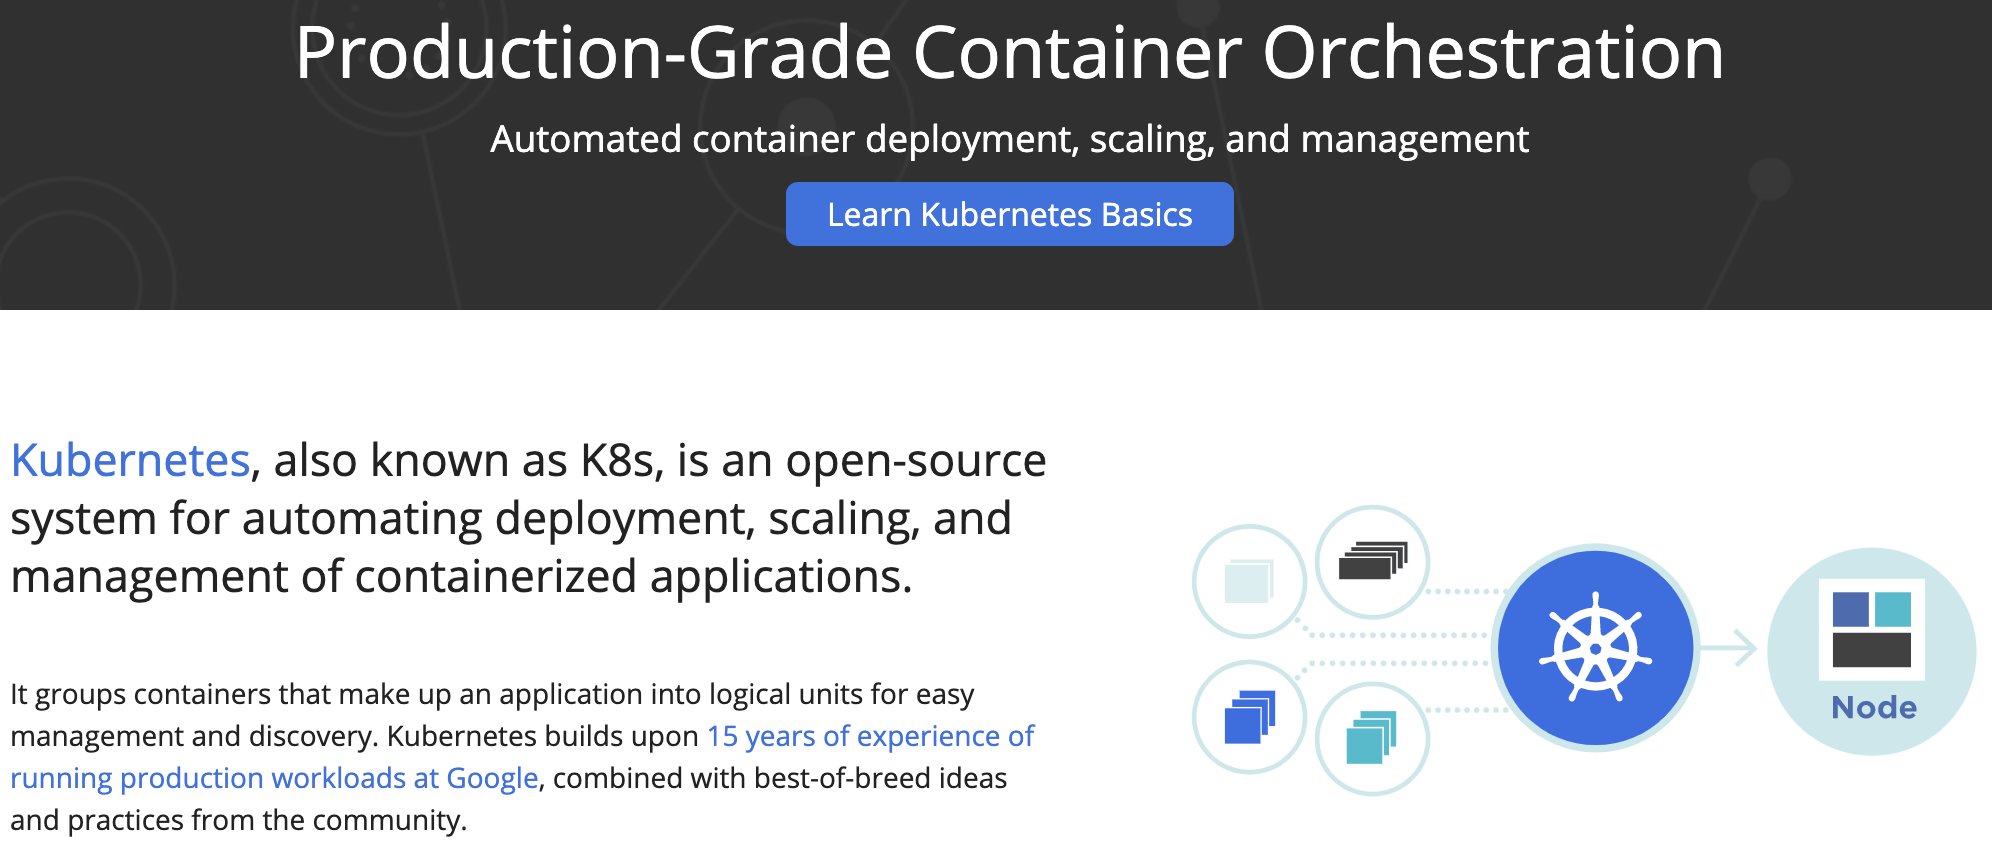 Production-Grade Container Orchestration
Automated container deployment, scaling, and management
Learn Kubernetes Basics
Kubernetes, also known as K8s, is an open-source
system for automating deployment, scaling, and
management of containerized applications.
It groups containers that make up an application into logical units for easy
management and discovery. Kubernetes builds upon 15 years of experience of
running production workloads at Google, combined with best-of-breed ideas
and practices from the community.
Node